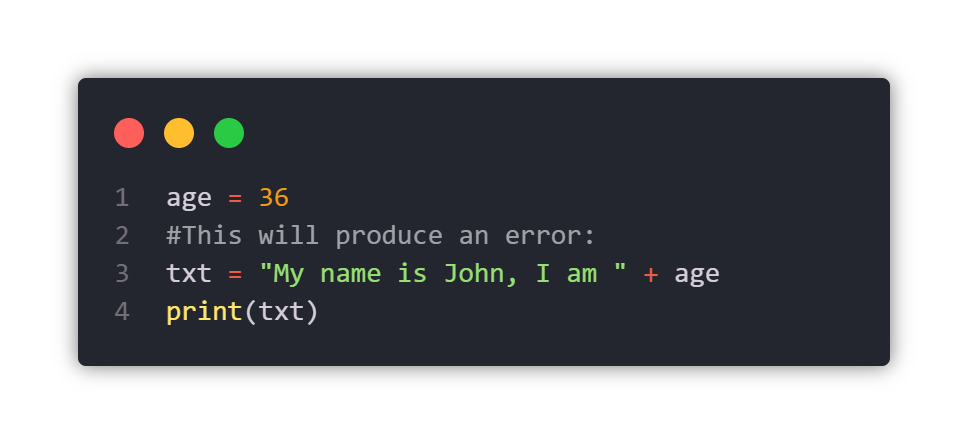 1 age = 36
2 #This will produce an error:
3 txt = "My name is John, I am " + age
4 print(txt)